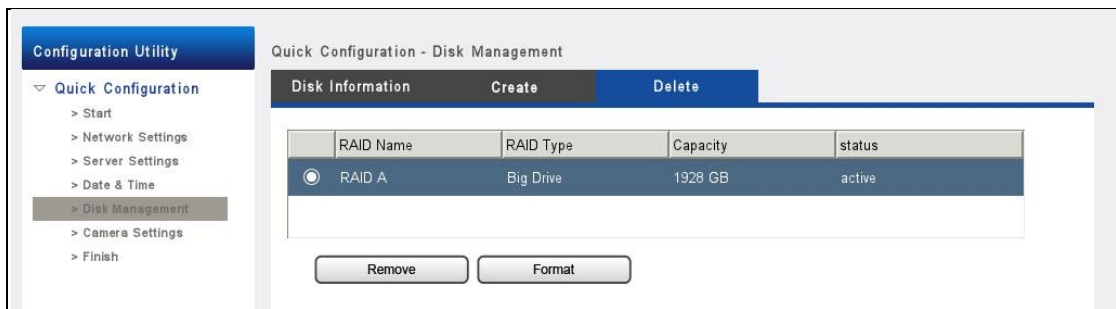 Configuration Utility
Quick Configuration
> Start
> Network Settings
> Server Settings
> Date & Time
> Disk Management
> Camera Settings
> Finish
Quick Configuration - Disk Management
Disk Information Create Delete
RAID Name RAID Type Capacity status
RAID A Big Drive 1928 GB active
Remove Format